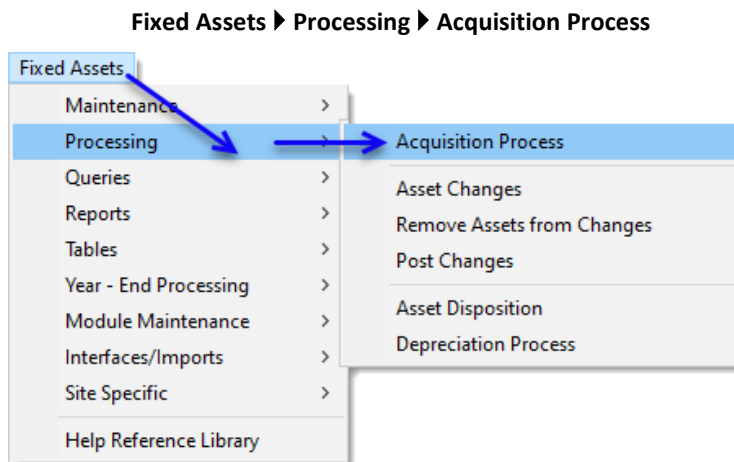 Fixed Assets ▶ Processing ▶ Acquisition Process
Fixed Assets
Maintenance >
Processing >
Queries >
Reports >
Tables >
Year - End Processing >
Module Maintenance >
Interfaces/Imports >
Site Specific >
Help Reference Library
Acquisition Process
Asset Changes
Remove Assets from Changes
Post Changes
Asset Disposition
Depreciation Process